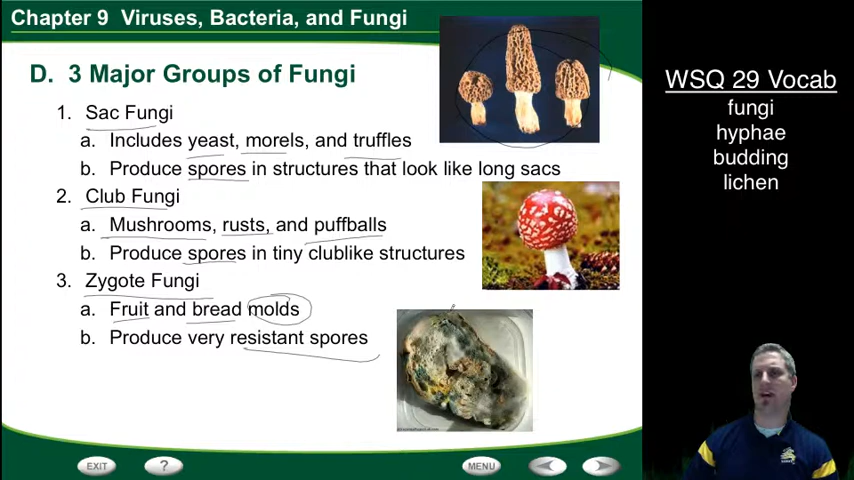 Chapter 9 Viruses, Bacteria, and Fungi
D. 3 Major Groups of Fungi
1. Sac Fungi
a. Includes yeast, morels, and truffles
b. Produce spores in structures that look like long sacs
2. Club Fungi
a. Mushrooms, rusts, and puffballs
b. Produce spores in tiny clublike structures
3. Zygote Fungi
a. Fruit and bread molds
b. Produce very resistant spores
EXIT
?
MENU
WSQ 29 Vocab
fungi
hyphae
budding
lichen